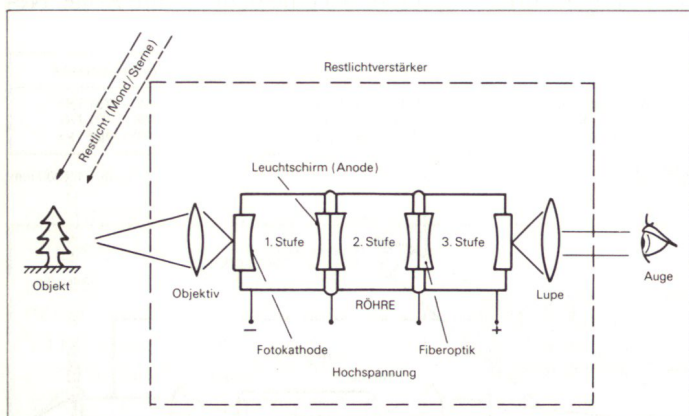 Restlichtverstärker
Restlicht (Mond/Sterne)
Leuchtschirm (Anode)
1. Stufe
2. Stufe
3. Stufe
Objekt
Objektiv
RÖHRE
Lupe
Auge
−
+
Fotokathode
Fiberoptik
Hochspannung